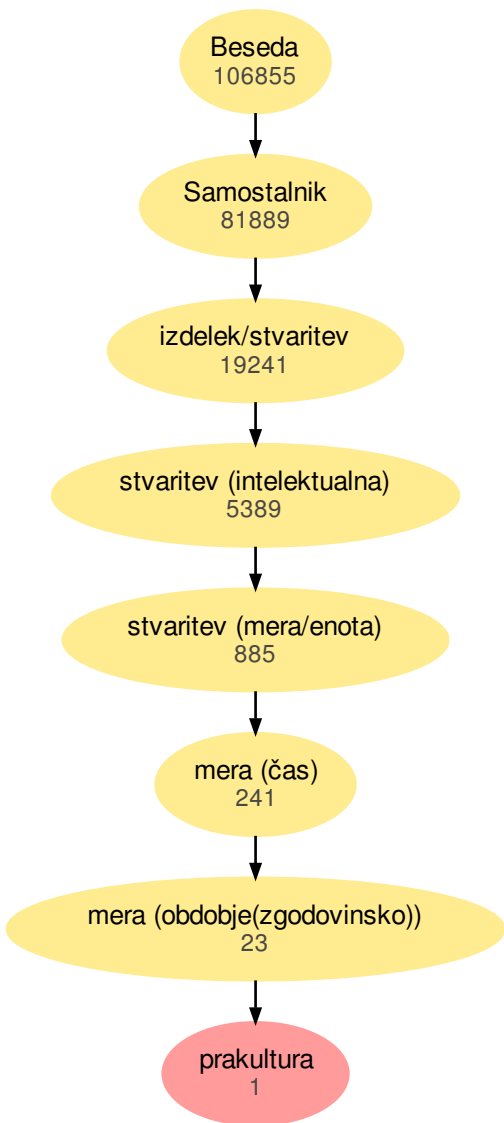 Beseda
106855
Samostalnik
81889
izdelek/stvaritev
19241
stvaritev (intelektualna)
5389
stvaritev (mera/enota)
885
mera (čas)
241
mera (obdobje(zgodovinsko))
23
prakultura
1